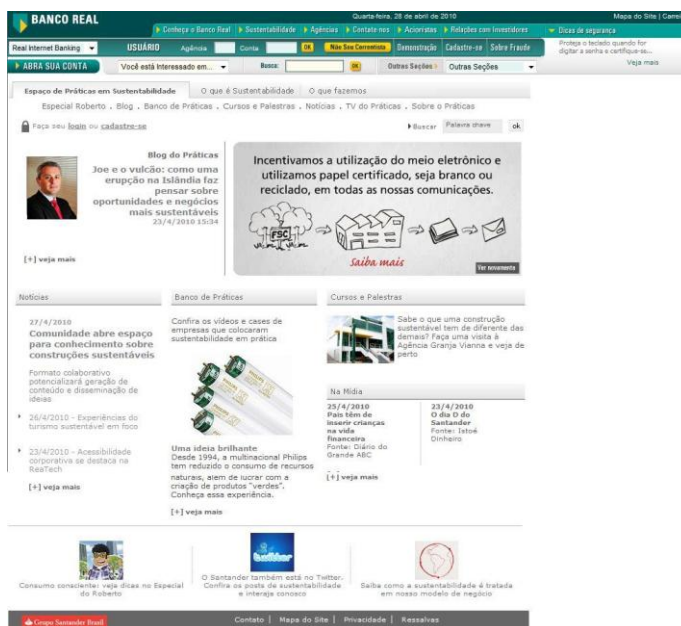 BANCO REAL
Quarta-feira, 28 de abril de 2010
Mapa do Site
Conheça o Banco Real
Sustentabilidade
Agências
Contate-nos
Acionistas
Relações com Investidores
Dicas de segurança
Real Internet Banking
USUÁRIO
Agência
Conta
OK
Não Sou Correntista
Demonstração
Cadastre-se
Sobre Fraude
Proteja o teclado quando for
digitar a senha e certifique-se...
Veja mais
ABRA SUA CONTA
Você está interessado em...
Busca:
OK
Outras Seções
Outras Seções
Espaço de Práticas em Sustentabilidade
O que é Sustentabilidade
O que fazemos
Especial Roberto . Blog . Banco de Práticas . Cursos e Palestras . Notícias . TV do Práticas . Sobre o Práticas
Faça seu login ou cadastre-se
Buscar
Palavra chave
ok
Blog do Práticas
Joe e o vulcão: como uma
erupção na Islândia faz
pensar sobre
oportunidades e negócios
mais sustentáveis
23/4/2010 15:34
[+] veja mais
Incentivamos a utilização do meio eletrônico e
utilizamos papel certificado, seja branco ou
reciclado, em todas as nossas comunicações.
FSC
Saiba mais
Ver novamente
Notícias
27/4/2010
Comunidade abre espaço
para conhecimento sobre
construções sustentáveis
Formato colaborativo
potencializará geração de
conteúdo e disseminação de
ideias
26/4/2010 - Experiências do
turismo sustentável em foco
23/4/2010 - Acessibilidade
corporativa se destaca na
ReaTech
[+] veja mais
Banco de Práticas
Confira os vídeos e cases de
empresas que colocaram
sustentabilidade em prática
Uma ideia brilhante
Desde 1994, a multinacional Philips
tem reduzido o consumo de recursos
naturais, além de lucrar com a
criação de produtos "verdes".
Conheça essa experiência.
[+] veja mais
Cursos e Palestras
Sabe o que uma construção
sustentável tem de diferente das
demais? Faça uma visita à
Agência Granja Vianna e veja de
perto
Na Mídia
25/4/2010
Pais têm de
inserir crianças
na vida
financeira
Fonte: Diário do
Grande ABC
[+] veja mais
23/4/2010
O dia D do
Santander
Fonte: Istoé
Dinheiro
Consumo consciente: veja dicas no Especial
do Roberto
twitter
O Santander também está no Twitter.
Confira os posts de sustentabilidade
e interaja conosco
Saiba como a sustentabilidade é tratada
em nosso modelo de negócio
Grupo Santander Brasil
Contato | Mapa do Site | Privacidade | Ressalvas